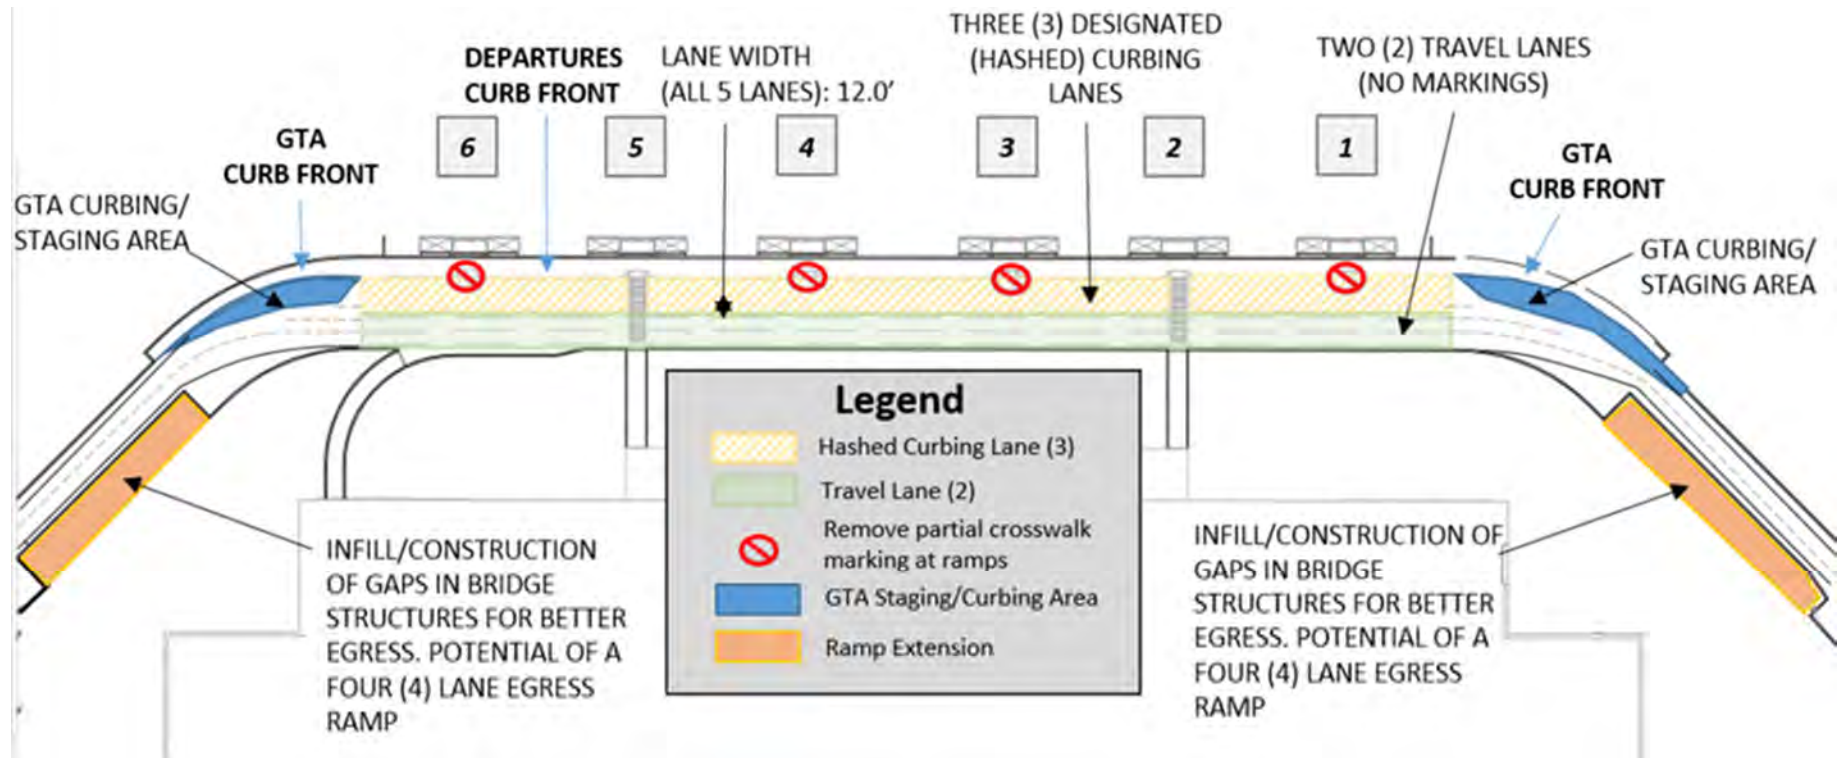 DEPARTURES
CURB FRONT
LANE WIDTH
(ALL 5 LANES): 12.0’
THREE (3) DESIGNATED
(HASHED) CURBING
LANES
TWO (2) TRAVEL LANES
(NO MARKINGS)
GTA
CURB FRONT
6
5
4
3
2
1
GTA
CURB FRONT
GTA CURBING/
STAGING AREA
GTA CURBING/
STAGING AREA
Legend
Hashed Curbing Lane (3)
Travel Lane (2)
Remove partial crosswalk
marking at ramps
GTA Staging/Curbing Area
Ramp Extension
INFILL/CONSTRUCTION
OF GAPS IN BRIDGE
STRUCTURES FOR BETTER
EGRESS. POTENTIAL OF A
FOUR (4) LANE EGRESS
RAMP
INFILL/CONSTRUCTION OF
GAPS IN BRIDGE
STRUCTURES FOR BETTER
EGRESS. POTENTIAL OF A
FOUR (4) LANE EGRESS
RAMP